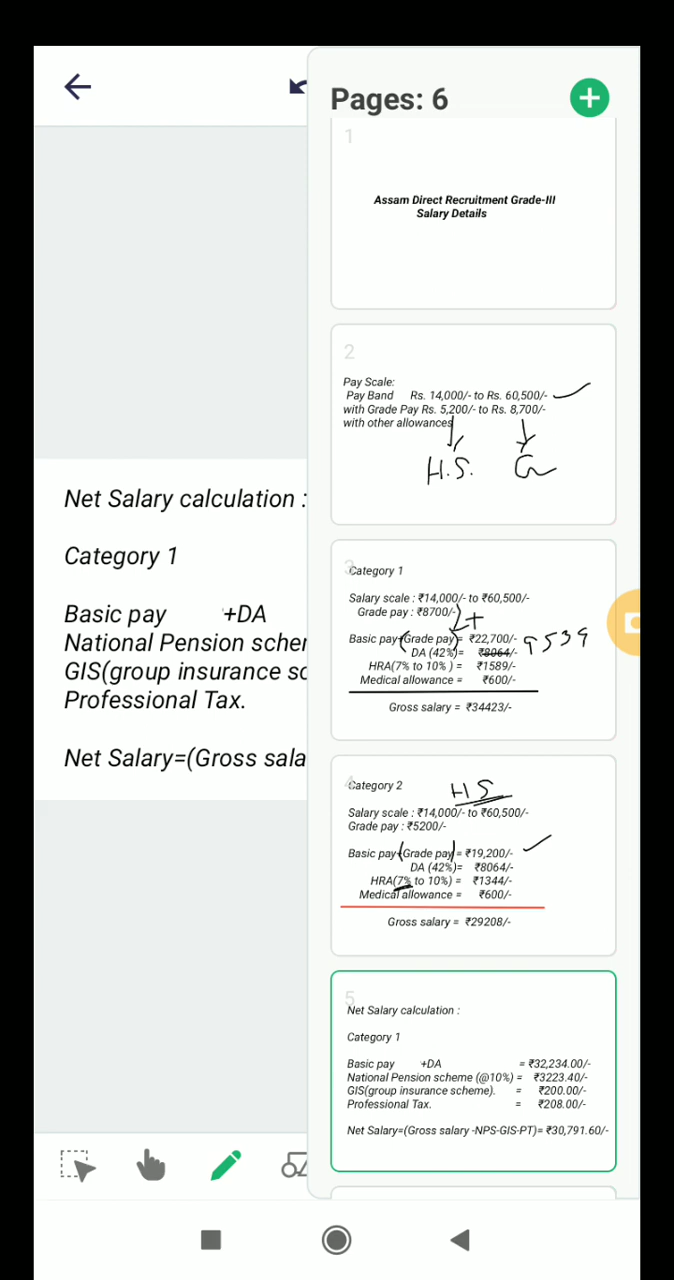 Pages: 6
1
Assam Direct Recruitment Grade-III
Salary Details
2
Pay Scale:
Pay Band Rs. 14,000/- to Rs. 60,500/-
with Grade Pay Rs. 5,200/- to Rs. 8,700/-
with other allowances
H.S. G
3
Category 1
Salary scale : ₹14,000/- to ₹60,500/-
Grade pay : ₹8700/-
Basic pay+(Grade pay)= ₹22,700/-
DA (42%)= ₹8064/- 9539
HRA(7% to 10% ) = ₹1589/-
Medical allowance = ₹600/-
Gross salary = ₹34423/-
4
Category 2 HS
Salary scale : ₹14,000/- to ₹60,500/-
Grade pay : ₹5200/-
Basic pay+(Grade pay)= ₹19,200/-
DA (42%)= ₹8064/-
HRA(7% to 10%) = ₹1344/-
Medical allowance = ₹600/-
Gross salary = ₹29208/-
5
Net Salary calculation :
Category 1
Basic pay +DA = ₹32,234.00/-
National Pension scheme (@10%) = ₹3223.40/-
GIS(group insurance scheme). = ₹200.00/-
Professional Tax. = ₹208.00/-
Net Salary=(Gross salary -NPS-GIS-PT)= ₹30,791.60/-
Net Salary calculation :
Category 1
Basic pay +DA
National Pension scher
GIS(group insurance sc
Professional Tax.
Net Salary=(Gross sala